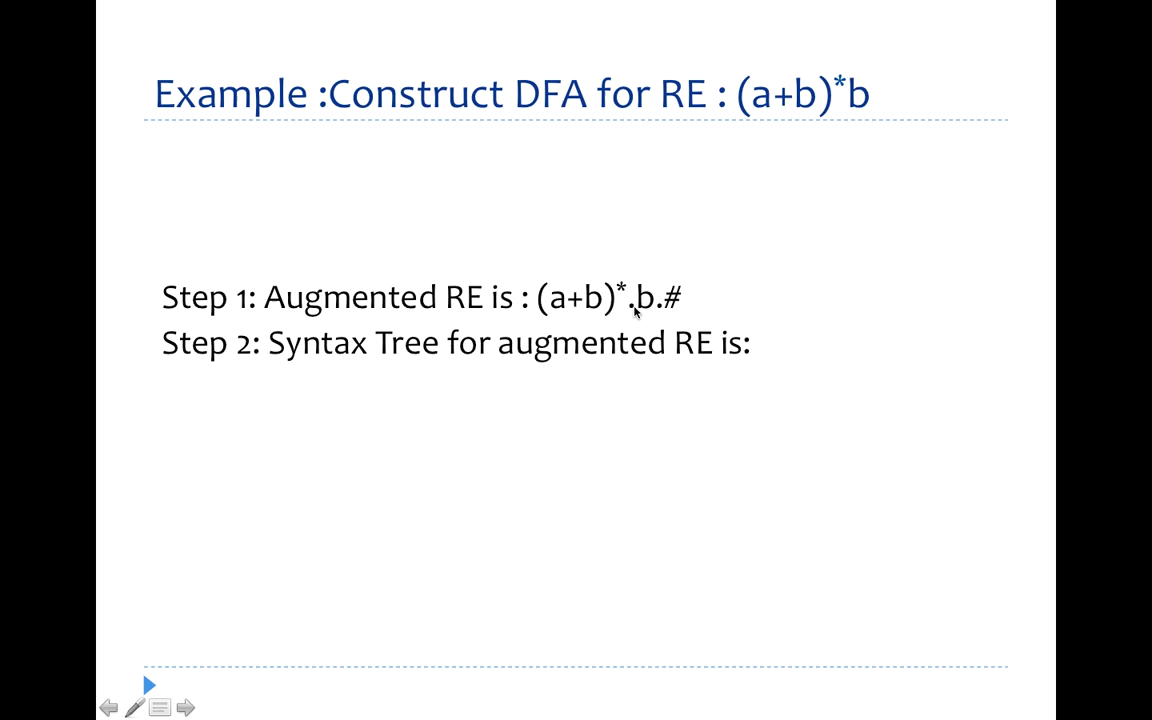 Example :Construct DFA for RE : (a+b)*b
Step 1: Augmented RE is : (a+b)*.b.#
Step 2: Syntax Tree for augmented RE is: